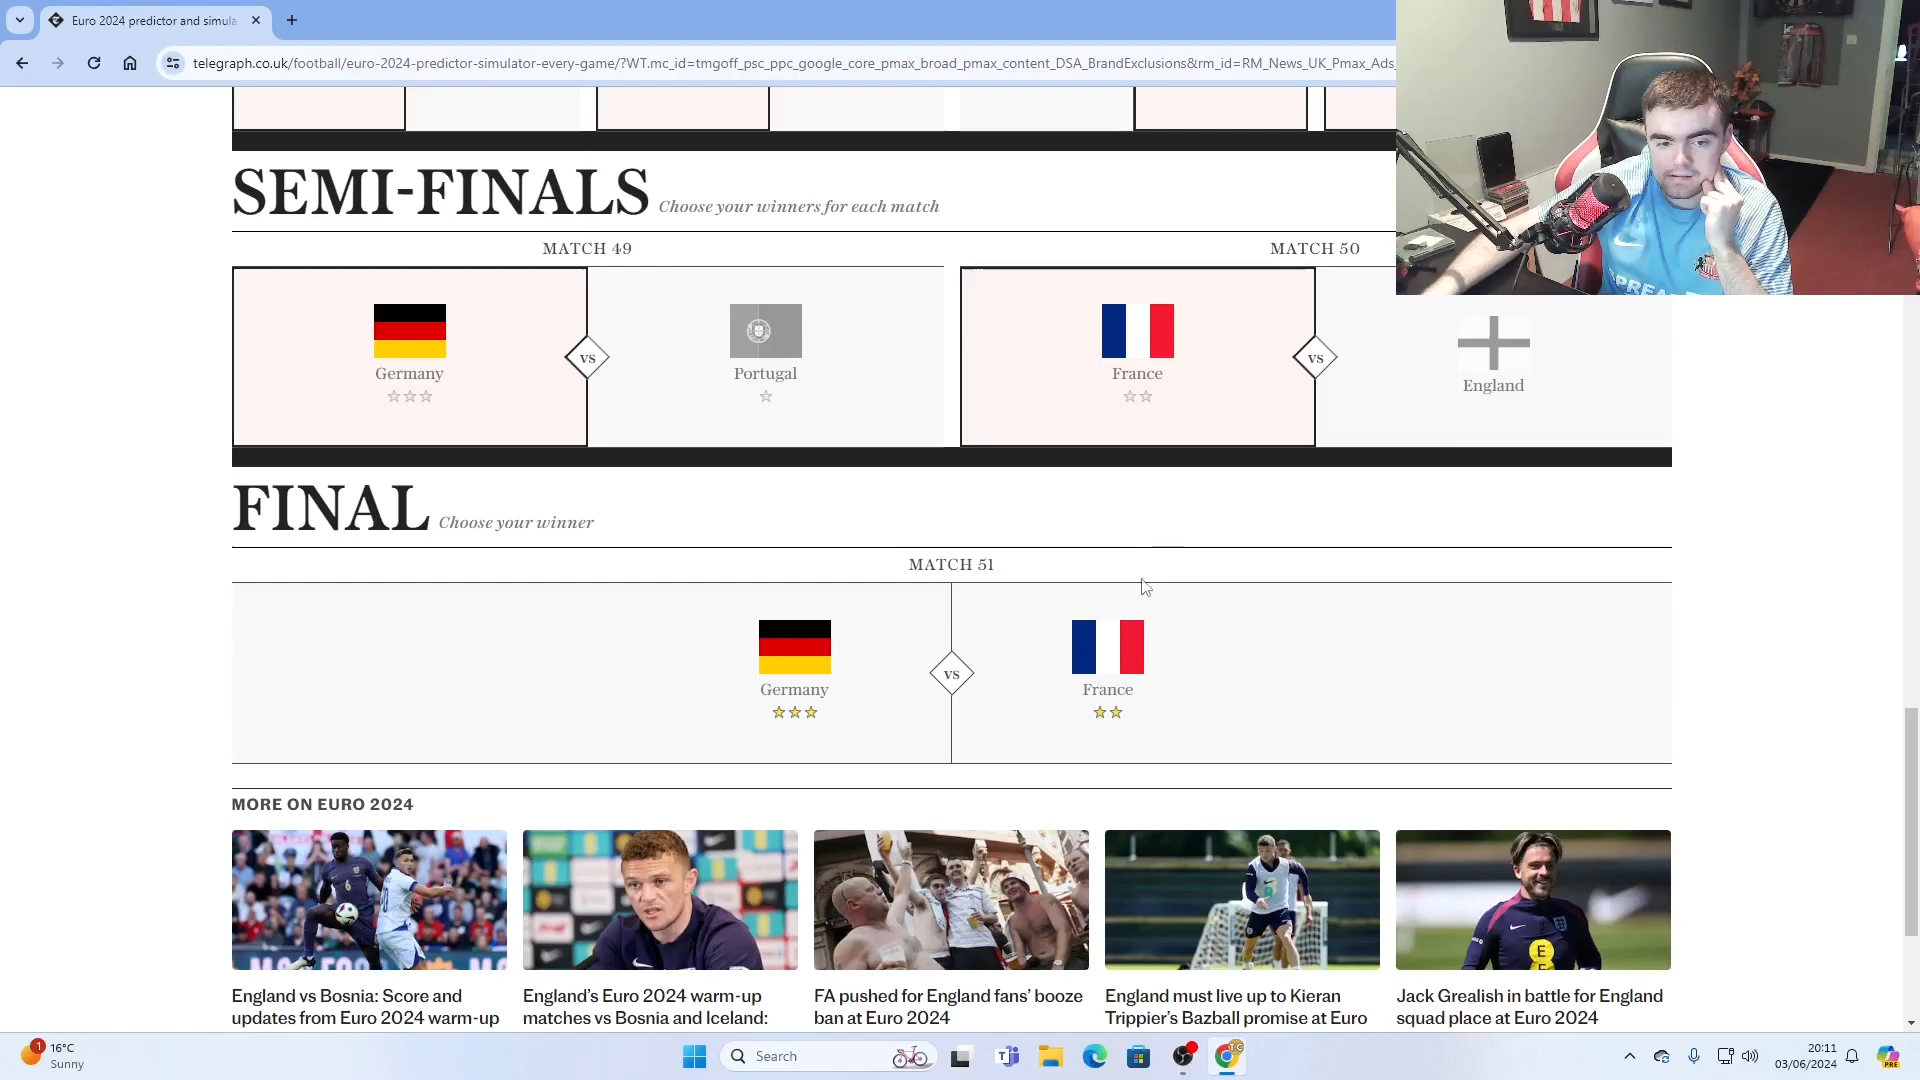 Euro 2024 predictor and simula
telegraph.co.uk/football/euro-2024-predictor-simulator-every-game/?WT.mc_id=tmgoff_psc_ppc_google_core_pmax_broad_pmax_content_DSA_BrandExclusions&rm_id=RM_News_UK_Pmax_Ads_
SEMI-FINALS Choose your winners for each match
MATCH 49
MATCH 50
VS
VS
Germany
Portugal
France
England
FINAL Choose your winner
MATCH 51
VS
Germany
France
MORE ON EURO 2024
England vs Bosnia: Score and
updates from Euro 2024 warm-up
England's Euro 2024 warm-up
matches vs Bosnia and Iceland:
FA pushed for England fans' booze
ban at Euro 2024
England must live up to Kieran
Trippier's Bazball promise at Euro
Jack Grealish in battle for England
squad place at Euro 2024
1
16°C
Sunny
Search
TC
20:11
03/06/2024
PRE